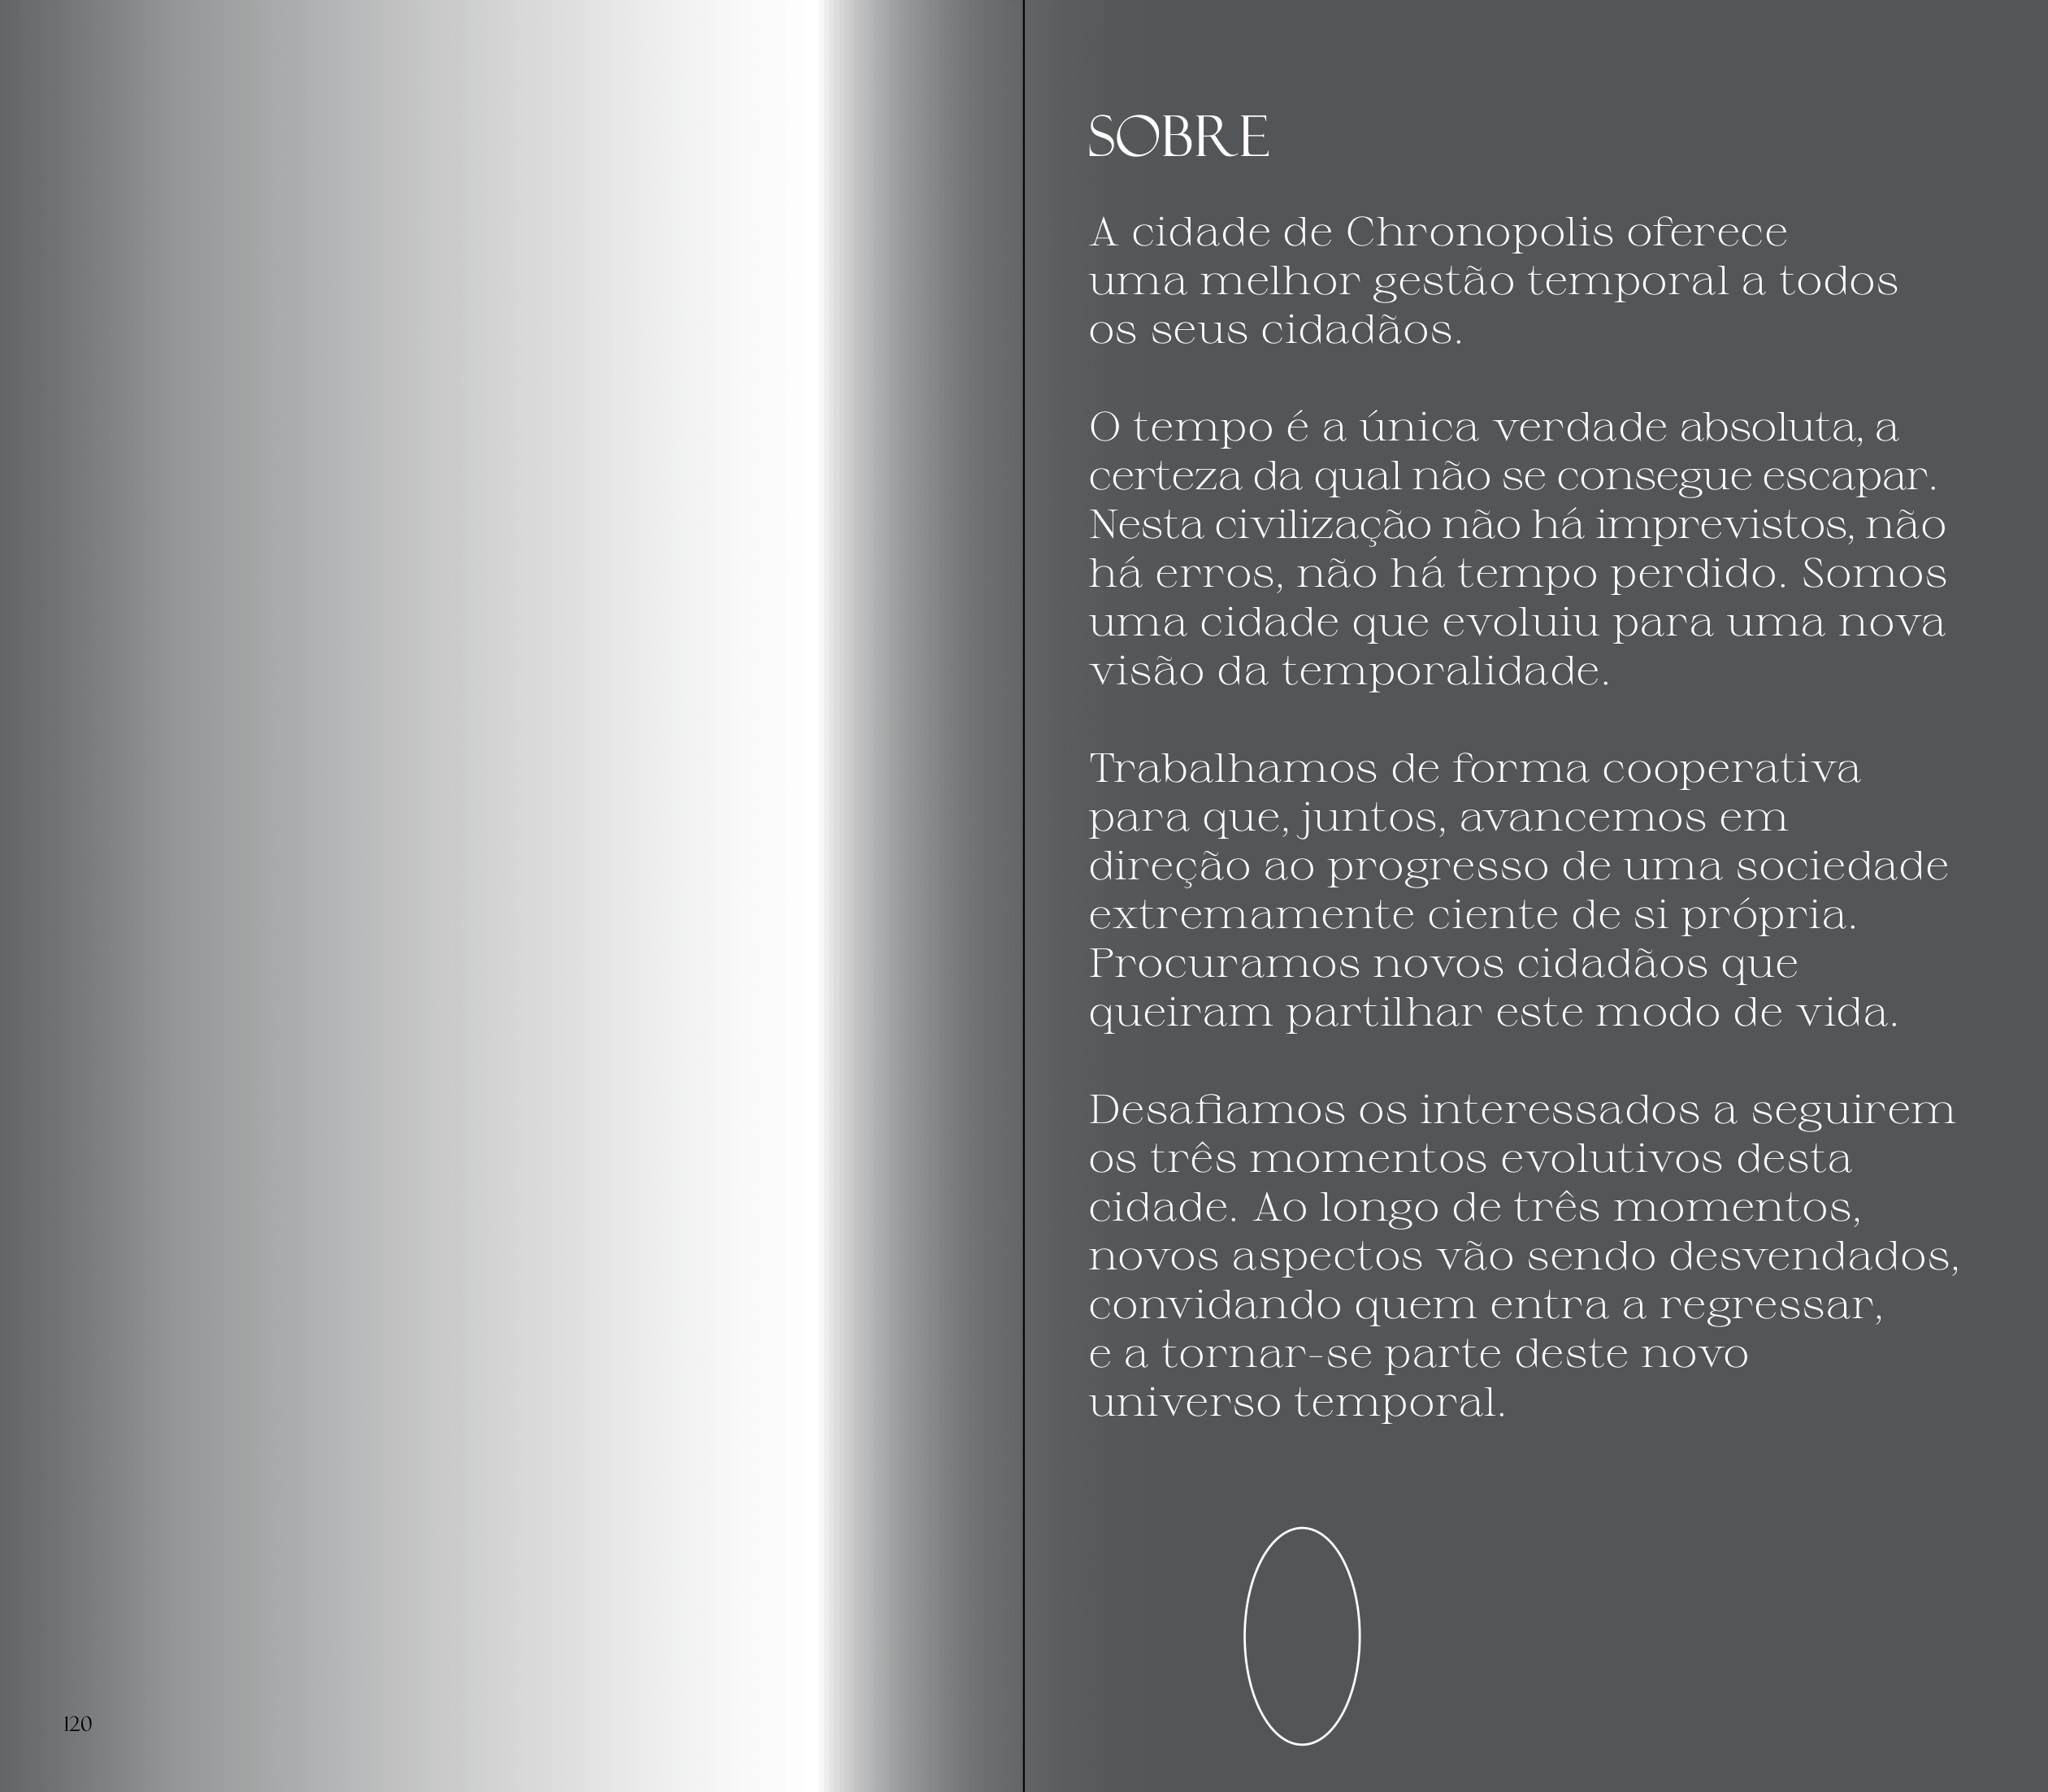 SOBRE
A cidade de Chronopolis oferece
uma melhor gestão temporal a todos
os seus cidadãos.
O tempo é a única verdade absoluta, a
certeza da qual não se consegue escapar.
Nesta civilização não há imprevistos, não
há erros, não há tempo perdido. Somos
uma cidade que evoluiu para uma nova
visão da temporalidade.
Trabalhamos de forma cooperativa
para que, juntos, avancemos em
direção ao progresso de uma sociedade
extremamente ciente de si própria.
Procuramos novos cidadãos que
queiram partilhar este modo de vida.
Desafiamos os interessados a seguirem
os três momentos evolutivos desta
cidade. Ao longo de três momentos,
novos aspectos vão sendo desvendados,
convidando quem entra a regressar,
e a tornar-se parte deste novo
universo temporal.
120